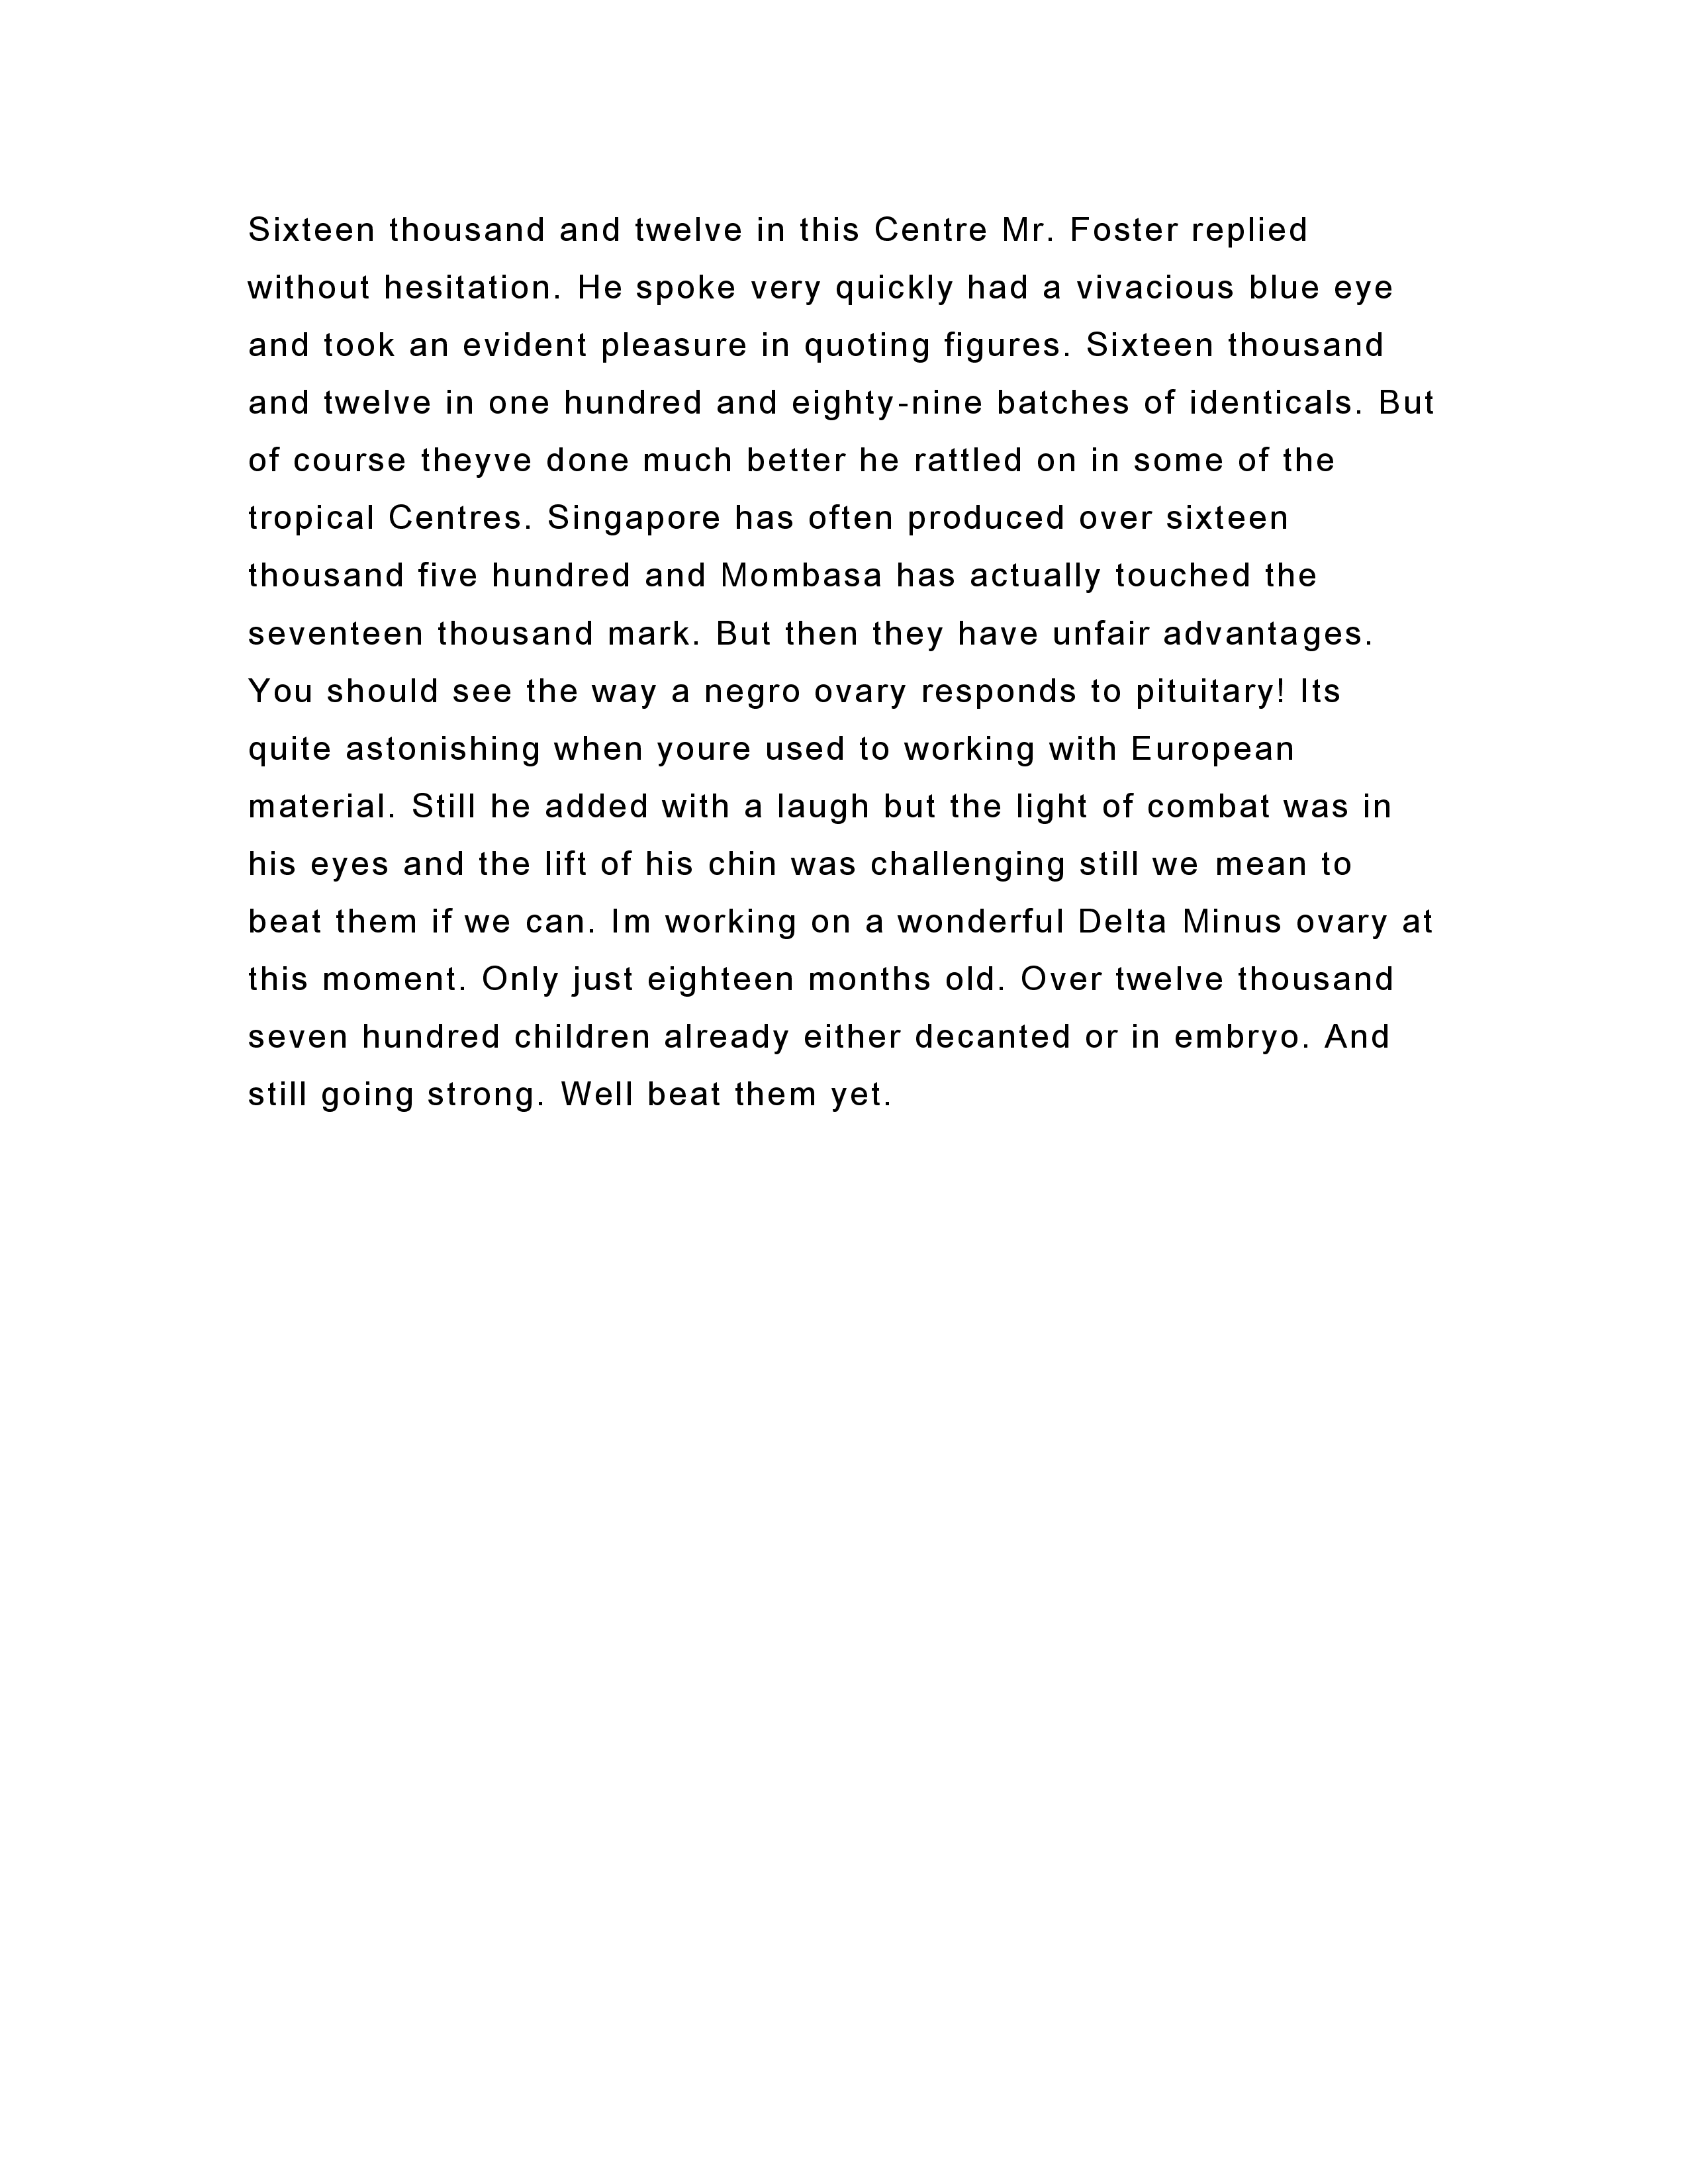 Sixteen thousand and twelve in this Centre Mr. Foster replied
without hesitation. He spoke very quickly had a vivacious blue eye
and took an evident pleasure in quoting figures. Sixteen thousand
and twelve in one hundred and eighty-nine batches of identicals. But
of course theyve done much better he rattled on in some of the
tropical Centres. Singapore has often produced over sixteen
thousand five hundred and Mombasa has actually touched the
seventeen thousand mark. But then they have unfair advantages.
You should see the way a negro ovary responds to pituitary! Its
quite astonishing when youre used to working with European
material. Still he added with a laugh but the light of combat was in
his eyes and the lift of his chin was challenging still we mean to
beat them if we can. Im working on a wonderful Delta Minus ovary at
this moment. Only just eighteen months old. Over twelve thousand
seven hundred children already either decanted or in embryo. And
still going strong. Well beat them yet.